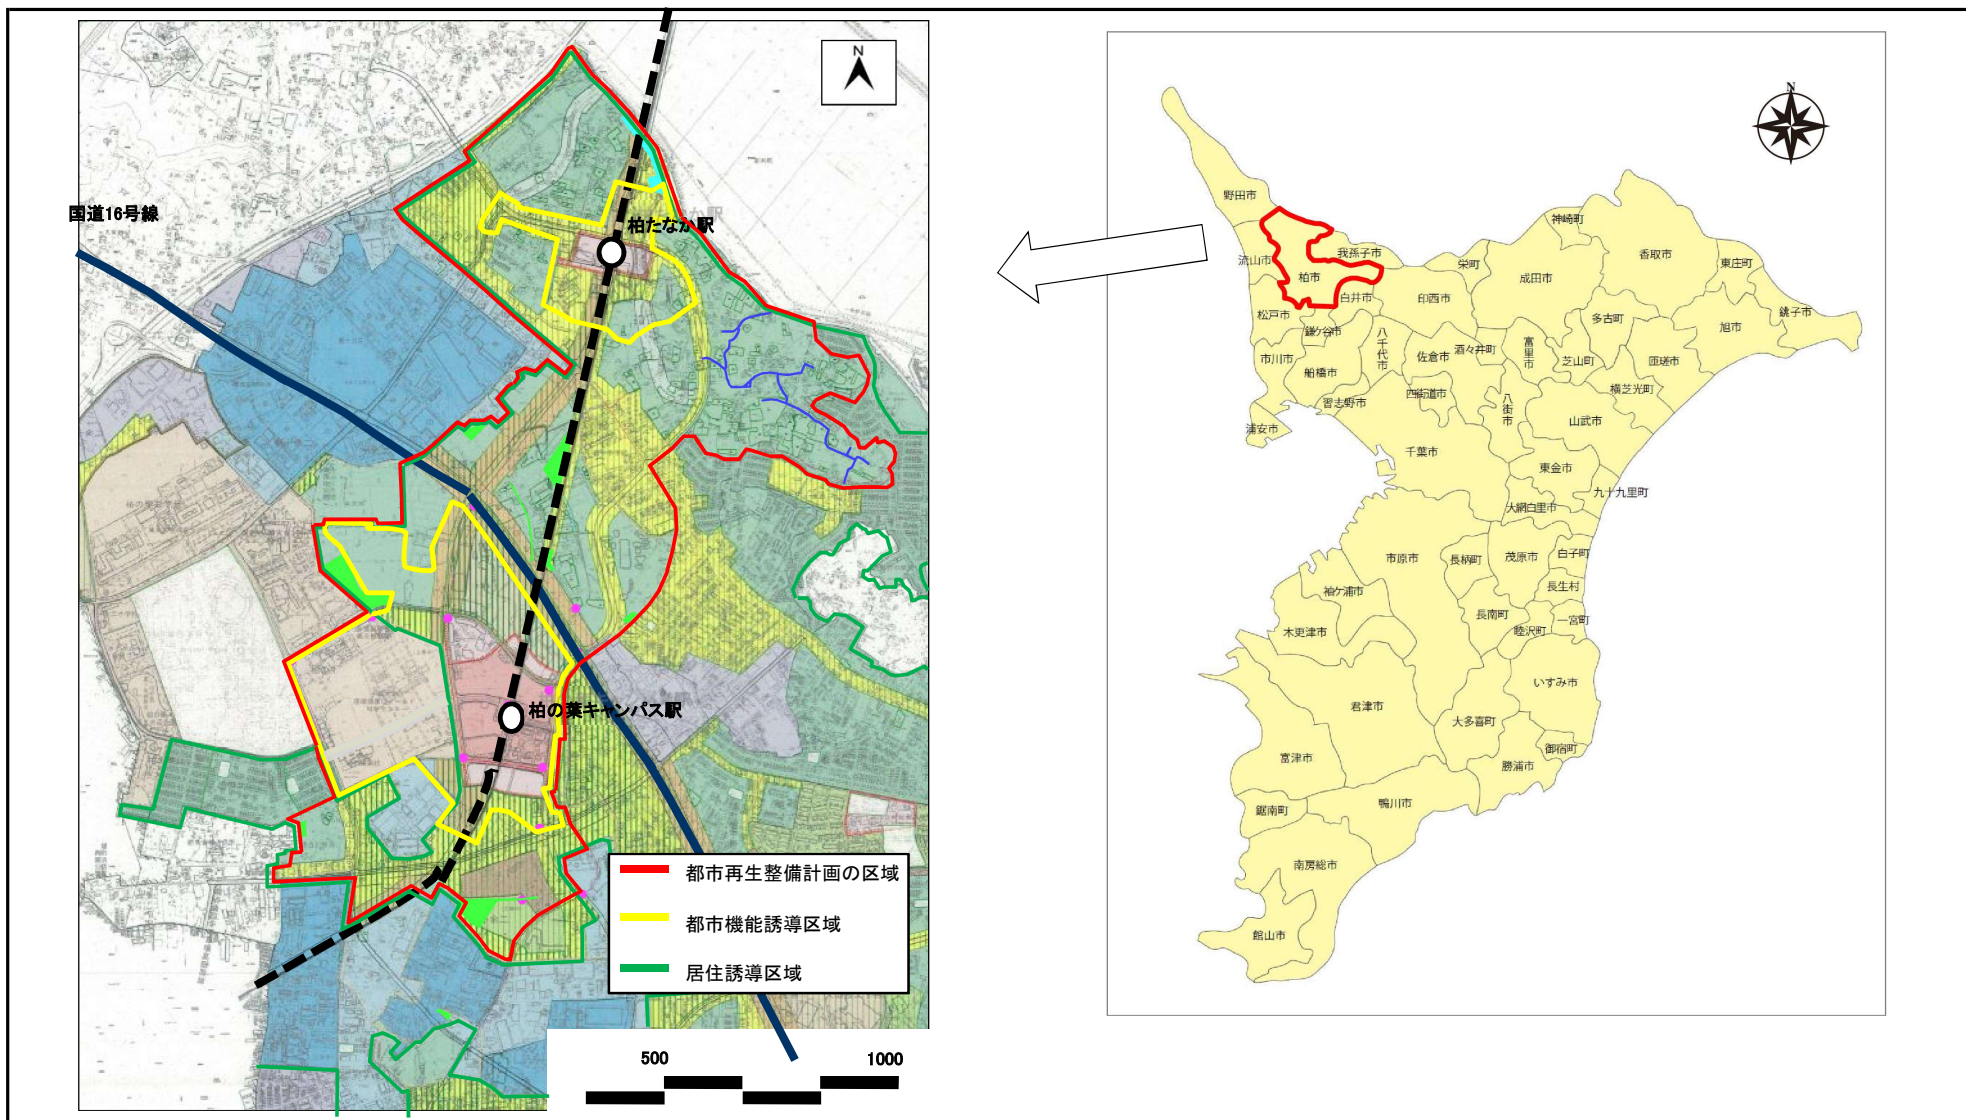 N
国道16号線
柏たなか駅
柏の葉キャンパス駅
都市再生整備計画の区域
都市機能誘導区域
居住誘導区域
500
1000
N
野田市
流山市
柏市
我孫子市
松戸市
鎌ケ谷市
白井市
印西市
栄町
成田市
神崎町
香取市
東庄町
銚子市
旭市
多古町
匝瑳市
芝山町
横芝光町
富里市
酒々井町
佐倉市
八千代市
船橋市
市川市
習志野市
四街道市
八街市
山武市
浦安市
千葉市
東金市
九十九里町
大網白里市
市原市
長柄町
茂原市
白子町
長生村
袖ケ浦市
長南町
睦沢町
一宮町
木更津市
いすみ市
君津市
大多喜町
御宿町
勝浦市
富津市
鴨川市
鋸南町
南房総市
館山市